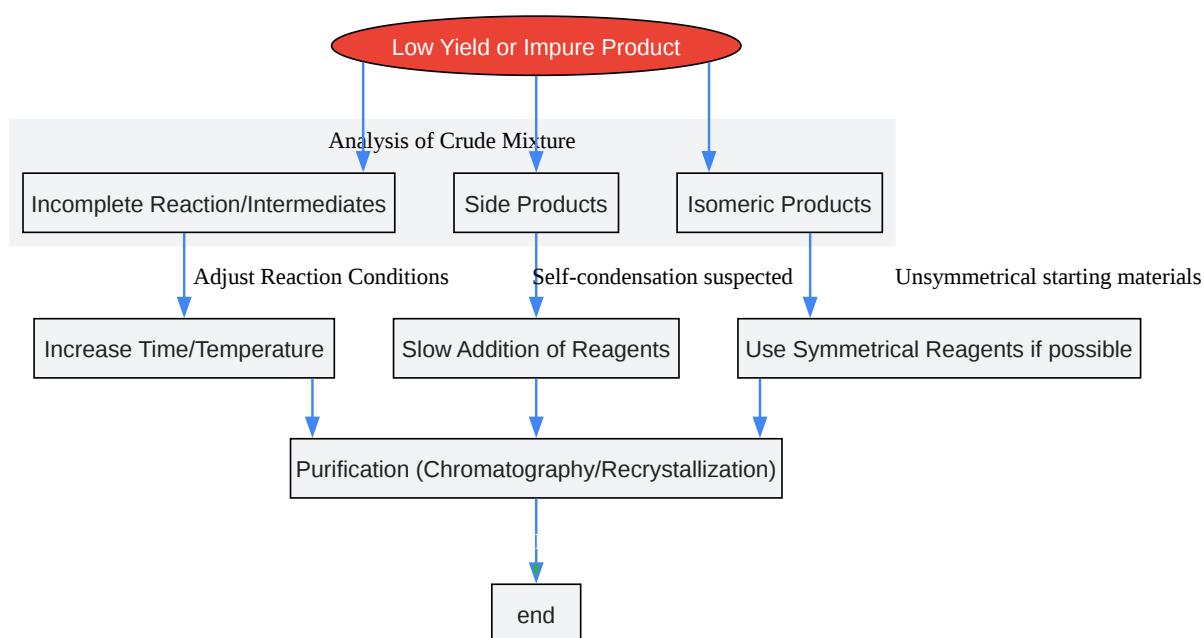 Low Yield or Impure Product
Analysis of Crude Mixture
Incomplete Reaction/Intermediates
Side Products
Isomeric Products
Adjust Reaction Conditions
Self-condensation suspected
Unsymmetrical starting materials
Increase Time/Temperature
Slow Addition of Reagents
Use Symmetrical Reagents if possible
Purification (Chromatography/Recrystallization)
end